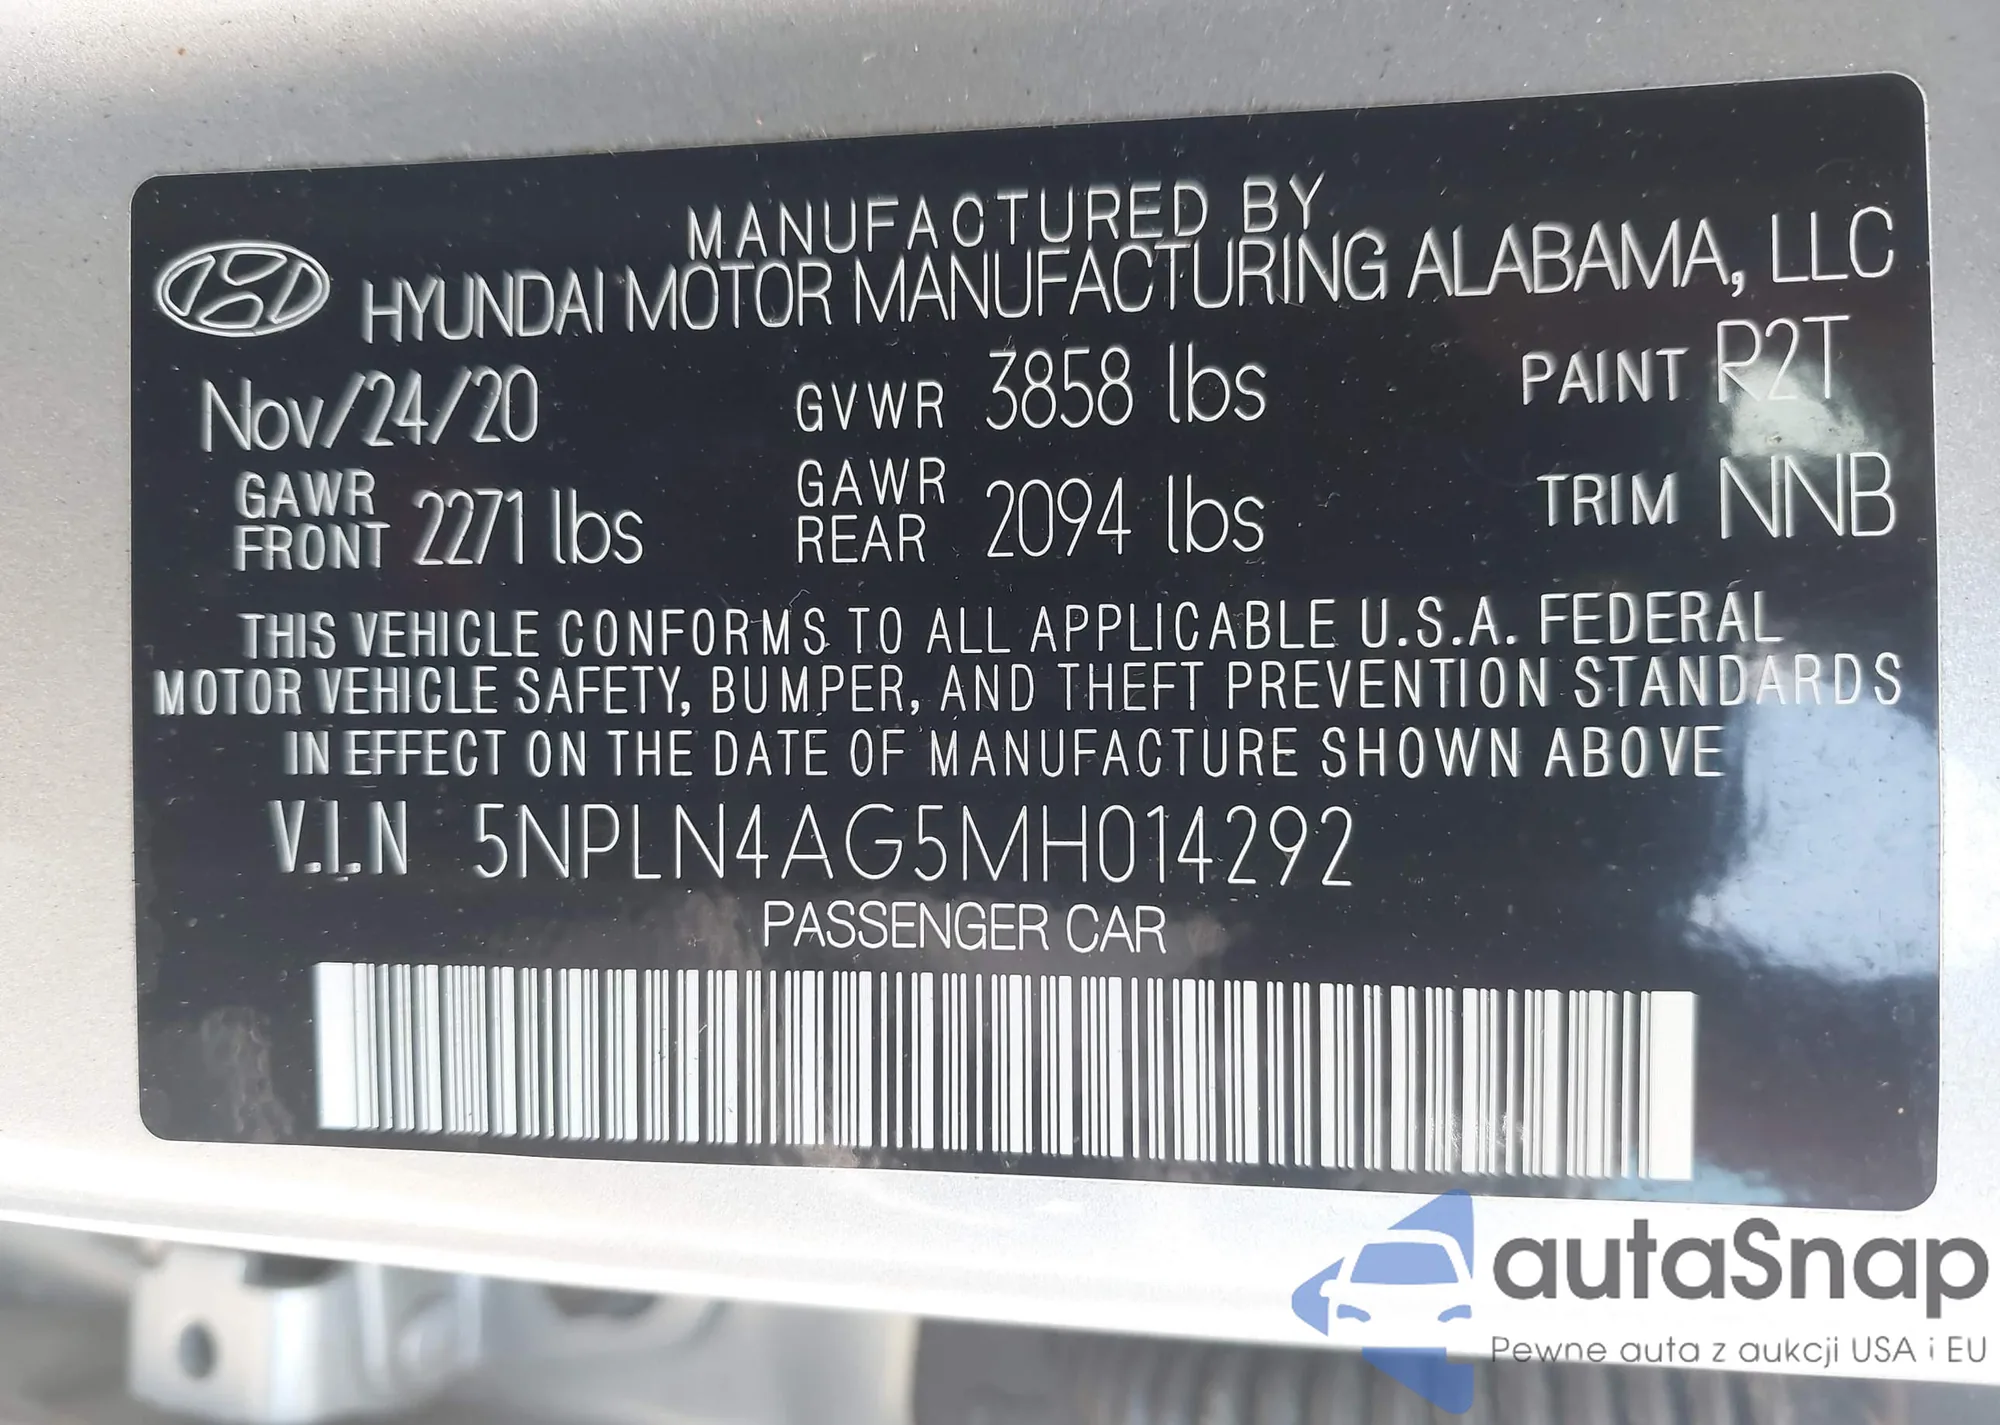 MANUFACTURED BY
HYUNDAI MOTOR MANUFACTURING ALABAMA, LLC
Nov/24/20 GVWR 3858 lbs PAINT R2T
GAWR FRONT 2271 lbs GAWR REAR 2094 lbs TRIM NNB
THIS VEHICLE CONFORMS TO ALL APPLICABLE U.S.A. FEDERAL
MOTOR VEHICLE SAFETY, BUMPER, AND THEFT PREVENTION STANDARDS
IN EFFECT ON THE DATE OF MANUFACTURE SHOWN ABOVE
V.I.N 5NPLN4AG5MH014292
PASSENGER CAR
autaSnap
Pewne auta z aukcji USA i EU